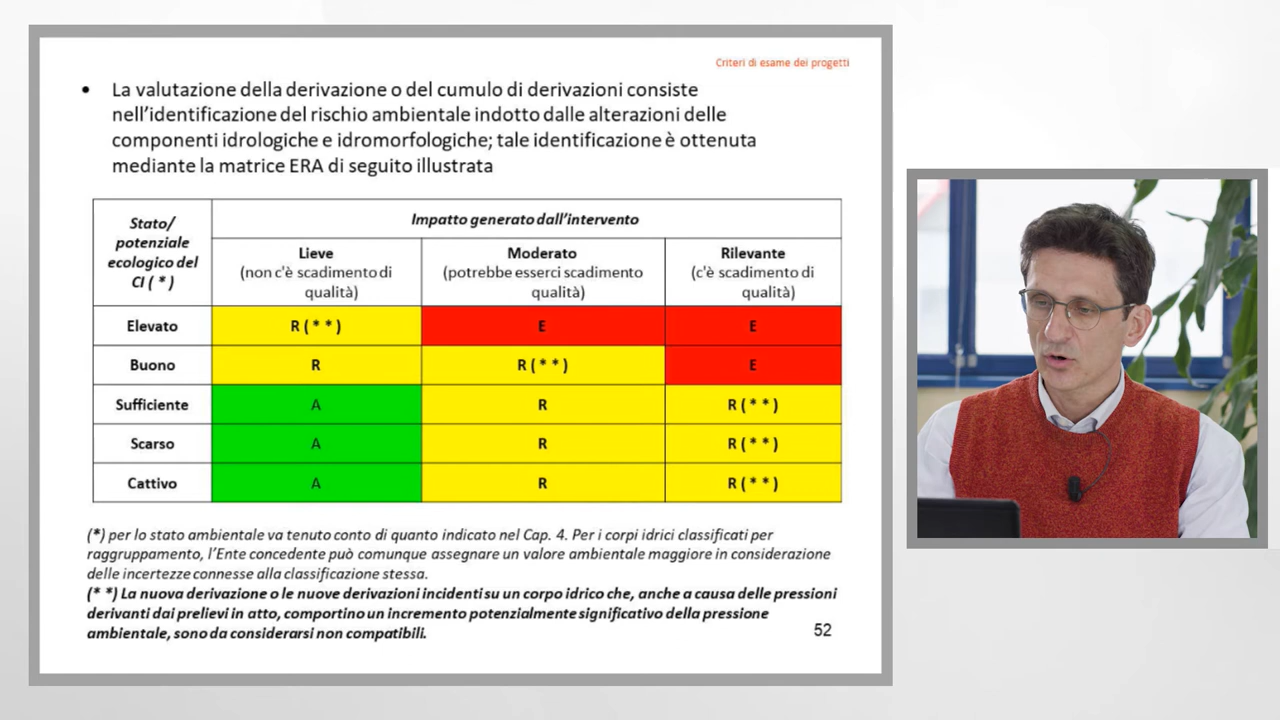 Criteri di esame dei progetti
• La valutazione della derivazione o del cumulo di derivazioni consiste
nell'identificazione del rischio ambientale indotto dalle alterazioni delle
componenti idrologiche e idromorfologiche; tale identificazione è ottenuta
mediante la matrice ERA di seguito illustrata
Stato/
potenziale
ecologico del
CI ( * )
Impatto generato dall'intervento
Lieve
(non c'è scadimento di
qualità)
Moderato
(potrebbe esserci scadimento
qualità)
Rilevante
(c'è scadimento di
qualità)
Elevato R ( * * ) E E
Buono R R ( * * ) E
Sufficiente A R R ( * * )
Scarso A R R ( * * )
Cattivo A R R ( * * )
(*) per lo stato ambientale va tenuto conto di quanto indicato nel Cap. 4. Per i corpi idrici classificati per
raggruppamento, l'Ente concedente può comunque assegnare un valore ambientale maggiore in considerazione
delle incertezze connesse alla classificazione stessa.
(* *) La nuova derivazione o le nuove derivazioni incidenti su un corpo idrico che, anche a causa delle pressioni
derivanti dai prelievi in atto, comportino un incremento potenzialmente significativo della pressione
ambientale, sono da considerarsi non compatibili.
52